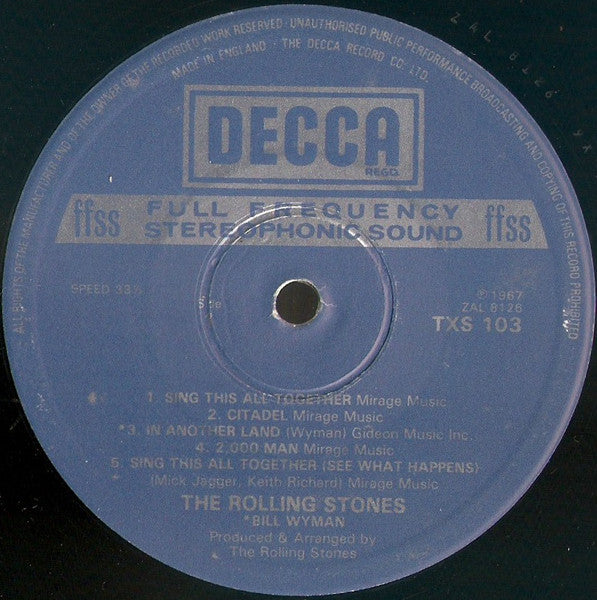 ALL RIGHTS OF THE MANUFACTURER AND OF THE OWNER OF THE RECORDED WORK RESERVED · UNAUTHORISED PUBLIC PERFORMANCE BROADCASTING AND COPYING OF THIS RECORD PROHIBITED
MADE IN ENGLAND · THE DECCA RECORD CO. LTD.
ZAL 8126
DECCA
REGD.
ffss FULL FREQUENCY STEREOPHONIC SOUND ffss
SPEED 33⅓
Side
℗1967
ZAL 8126
TXS 103
1. SING THIS ALL TOGETHER Mirage Music
2. CITADEL Mirage Music
*3. IN ANOTHER LAND (Wyman) Gideon Music Inc.
4. 2,000 MAN Mirage Music
5. SING THIS ALL TOGETHER (SEE WHAT HAPPENS)
(Mick Jagger, Keith Richard) Mirage Music
THE ROLLING STONES
*BILL WYMAN
Produced & Arranged by
The Rolling Stones